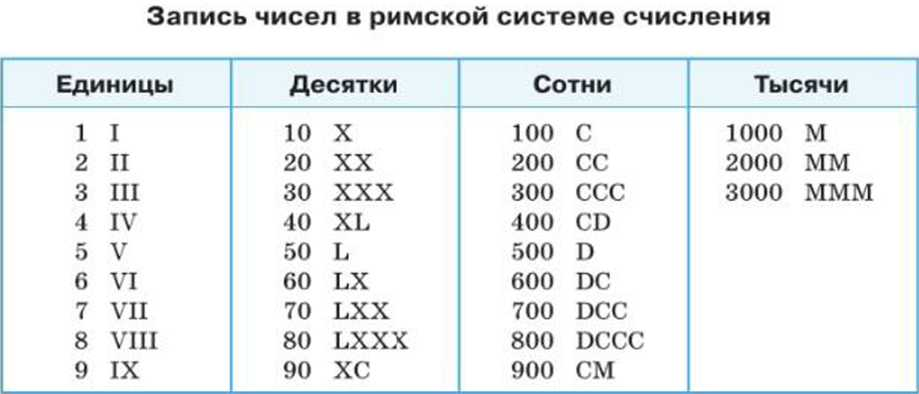 Запись чисел в римской системе счисления
Единицы Десятки Сотни Тысячи
1 I 10 X 100 C 1000 M
2 II 20 XX 200 CC 2000 MM
3 III 30 XXX 300 CCC 3000 MMM
4 IV 40 XL 400 CD
5 V 50 L 500 D
6 VI 60 LX 600 DC
7 VII 70 LXX 700 DCC
8 VIII 80 LXXX 800 DCCC
9 IX 90 XC 900 CM